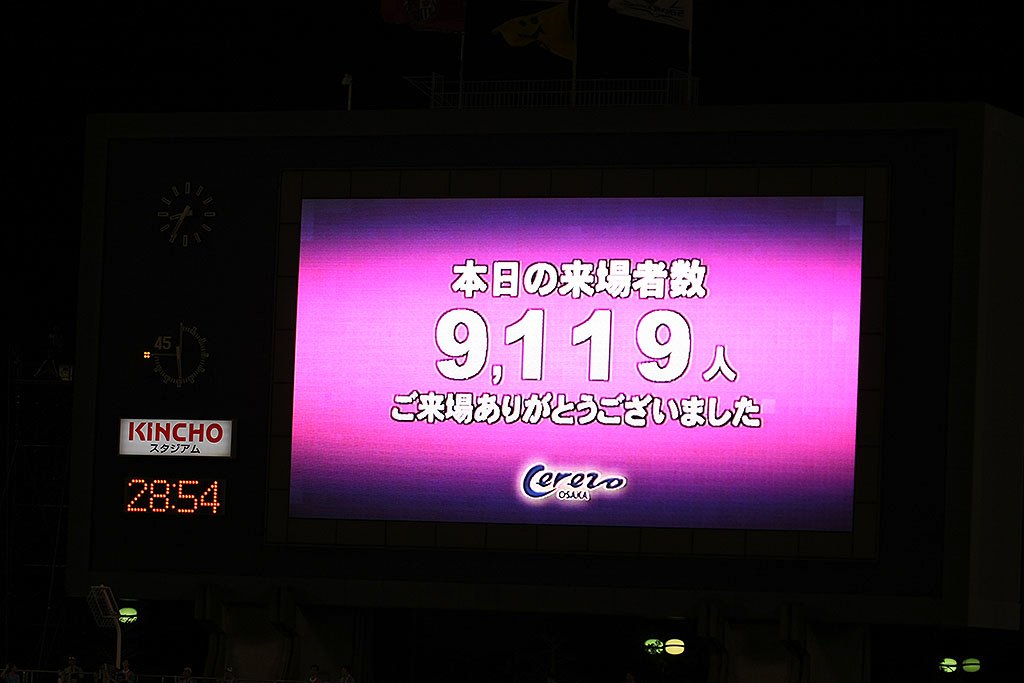 本日の来場者数
9,119人
ご来場ありがとうございました
Cerezo
OSAKA
45
KINCHO
スタジアム
28:54